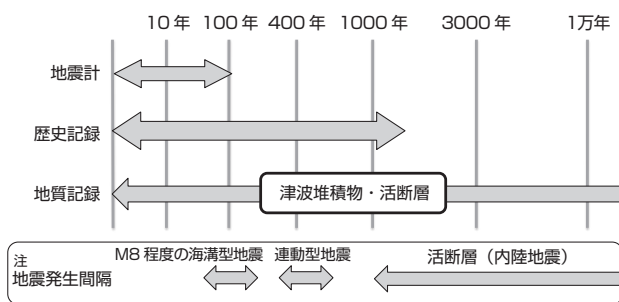 10年 100年 400年 1000年 3000年 1万年
地震計
歴史記録
地質記録
津波堆積物・活断層
注
地震発生間隔
M8程度の海溝型地震 連動型地震 活断層（内陸地震）